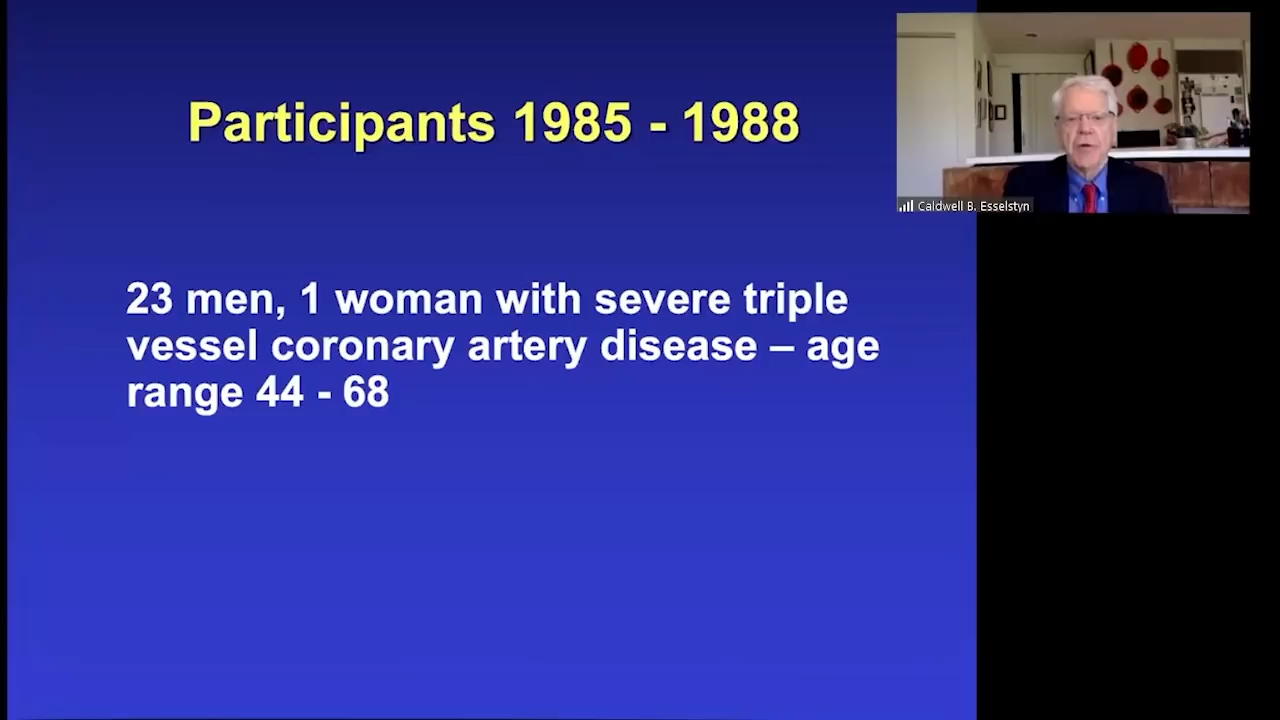 Participants 1985 - 1988
23 men, 1 woman with severe triple
vessel coronary artery disease – age
range 44 - 68
Caldwell B. Esselstyn